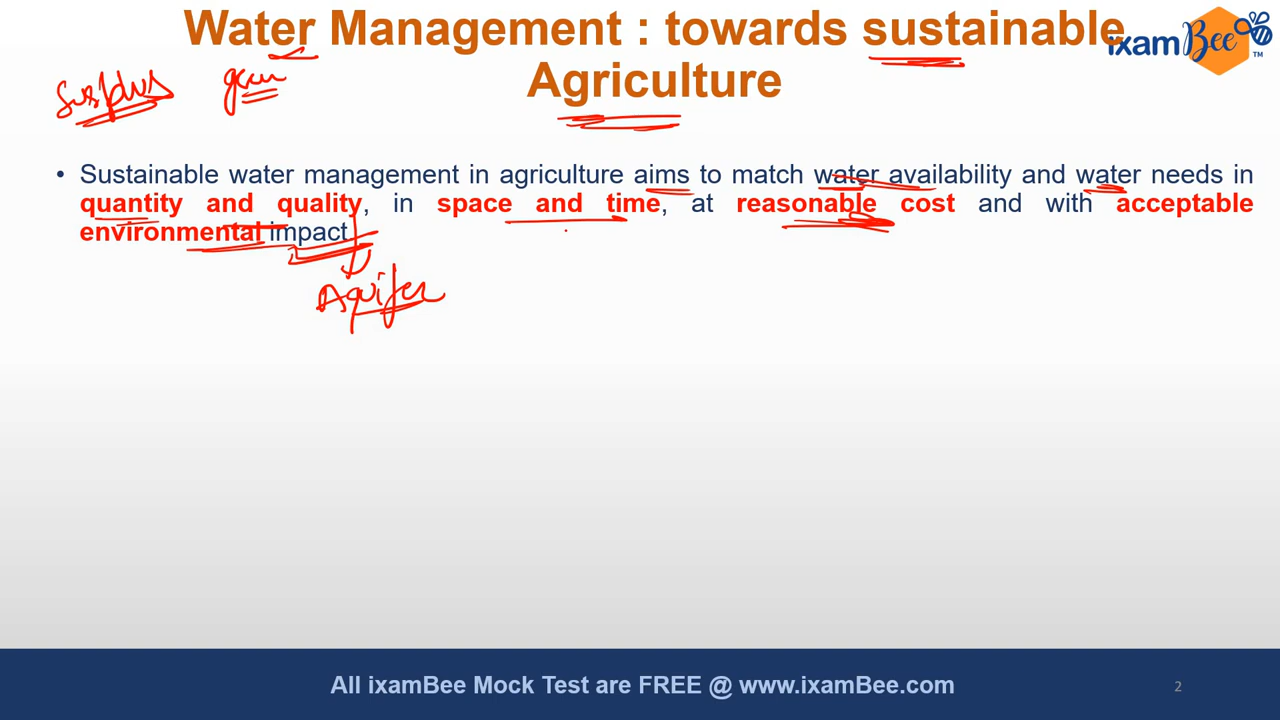 Water Management : towards sustainable
Agriculture
ixamBee
TM
Surplus
• Sustainable water management in agriculture aims to match water availability and water needs in
quantity and quality, in space and time, at reasonable cost and with acceptable
environmental impact
Aquifer
All ixamBee Mock Test are FREE @ www.ixamBee.com
2